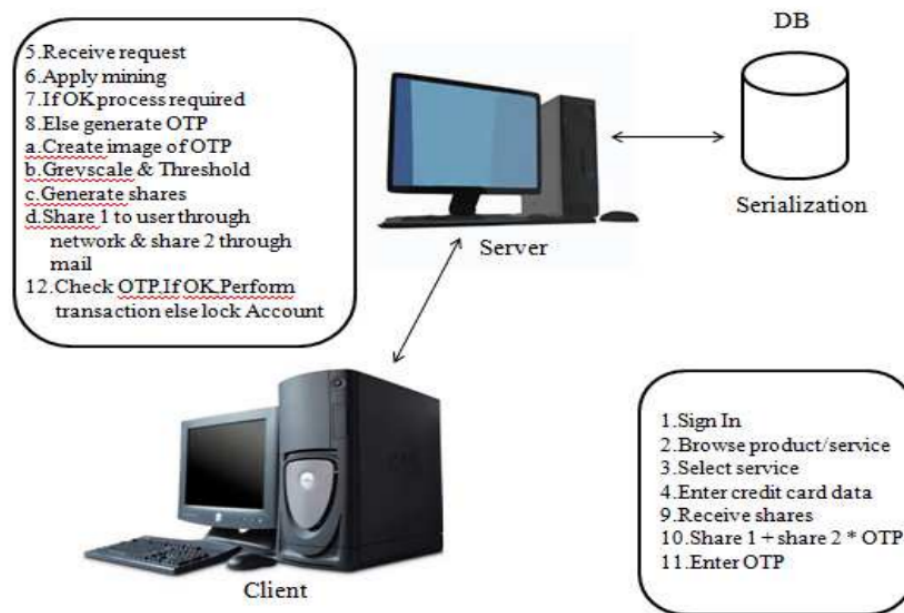 5.Receive request
6.Apply mining
7.If OK process required
8.Else generate OTP
a.Create image of OTP
b.Greyscale & Threshold
c.Generate shares
d.Share 1 to user through
network & share 2 through
mail
12.Check OTP.If OK.Perform
transaction else lock Account
DB
Serialization
Server
Client
1.Sign In
2.Browse product/service
3.Select service
4.Enter credit card data
9.Receive shares
10.Share 1 + share 2 * OTP
11.Enter OTP